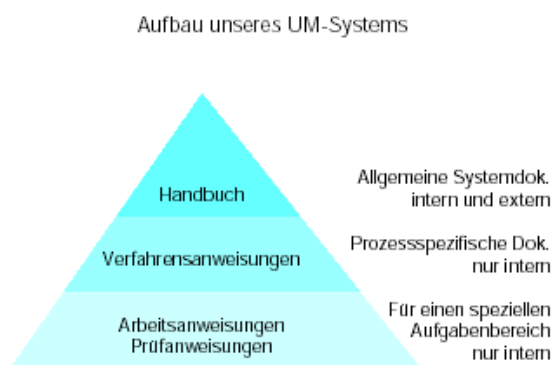 Aufbau unseres UM-Systems
Handbuch
Allgemeine Systemdok.
intern und extern
Verfahrensanweisungen
Prozessspezifische Dok.
nur intern
Arbeitsanweisungen
Prüfanweisungen
Für einen speziellen
Aufgabenbereich
nur intern